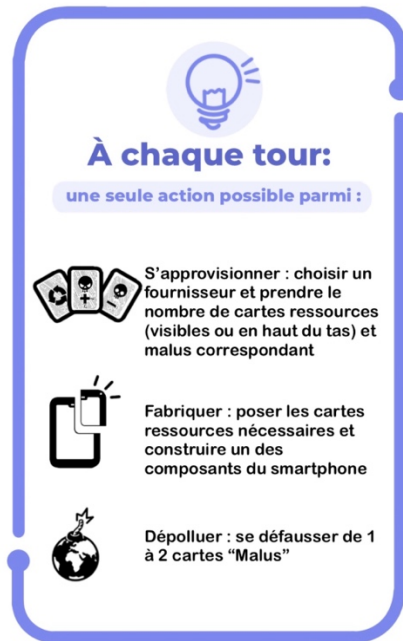 À chaque tour:
une seule action possible parmi :
S’approvisionner : choisir un
fournisseur et prendre le
nombre de cartes ressources
(visibles ou en haut du tas) et
malus correspondant
Fabriquer : poser les cartes
ressources nécessaires et
construire un des
composants du smartphone
Dépolluer : se défausser de 1
à 2 cartes “Malus”